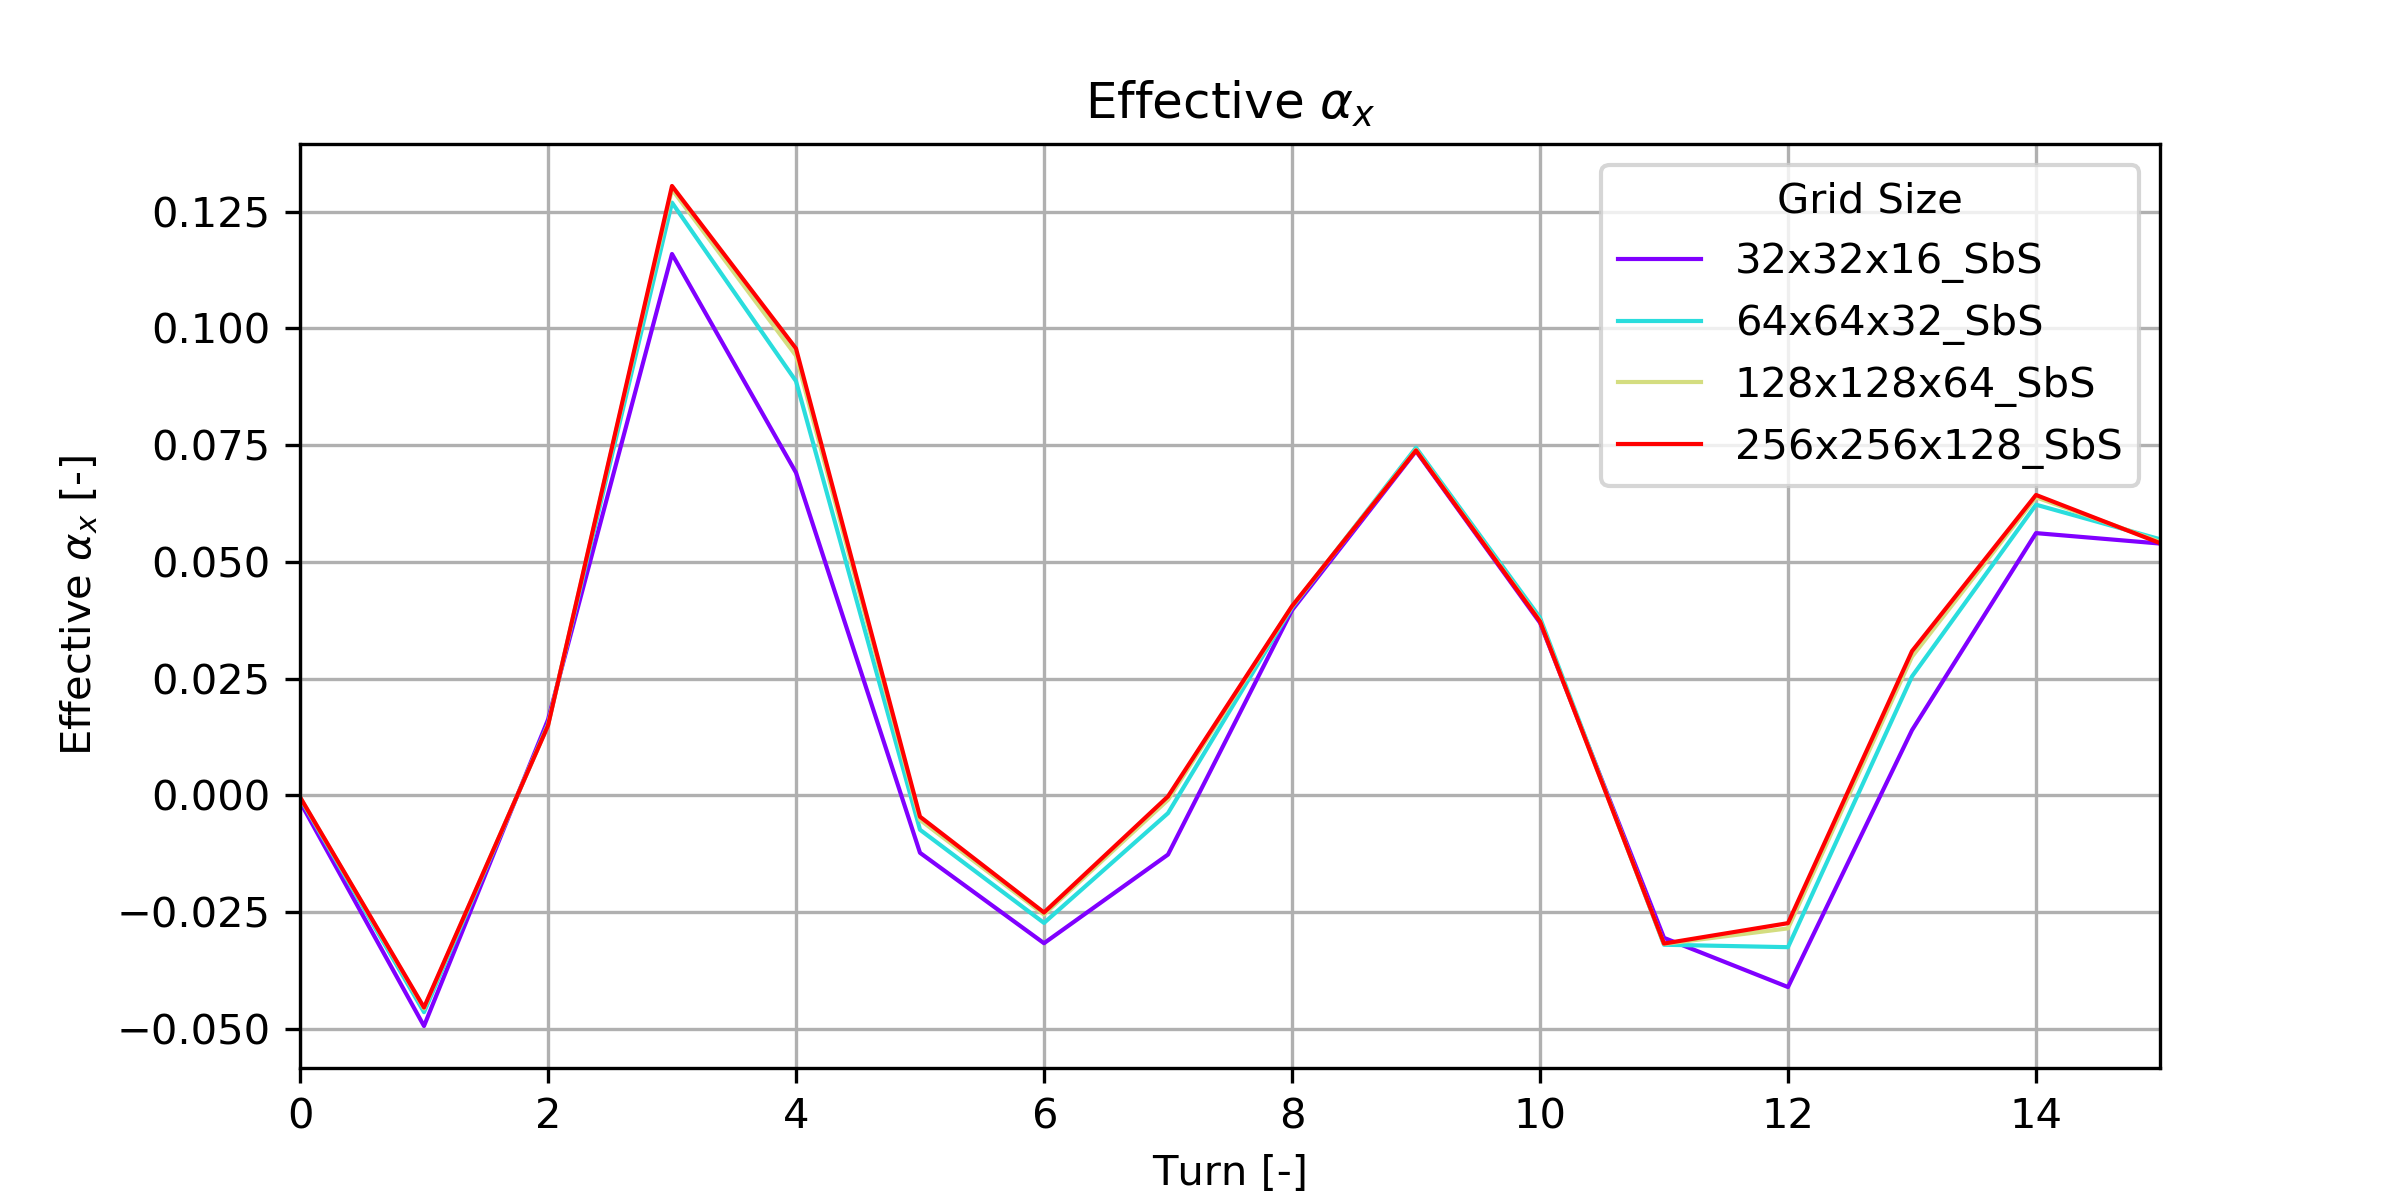 Effective αx
Effective αx [-]
0.125
0.100
0.075
0.050
0.025
0.000
−0.025
−0.050
Grid Size
32x32x16_SbS
64x64x32_SbS
128x128x64_SbS
256x256x128_SbS
0 2 4 6 8 10 12 14
Turn [-]